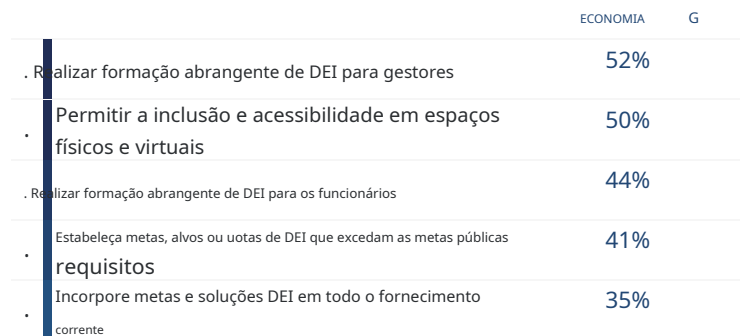 ECONOMIA G
. Realizar formação abrangente de DEI para gestores 52%
. Permitir a inclusão e acessibilidade em espaços
físicos e virtuais 50%
. Realizar formação abrangente de DEI para os funcionários 44%
. Estabeleça metas, alvos ou uotas de DEI que excedam as metas públicas
requisitos 41%
. Incorpore metas e soluções DEI em todo o fornecimento
corrente 35%